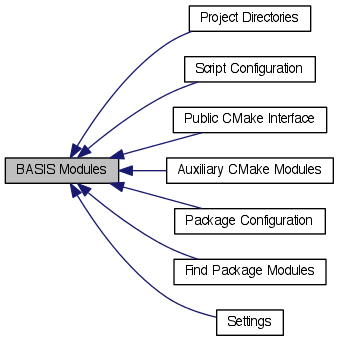 Project Directories
Script Configuration
Public CMake Interface
BASIS Modules
Auxiliary CMake Modules
Package Configuration
Find Package Modules
Settings